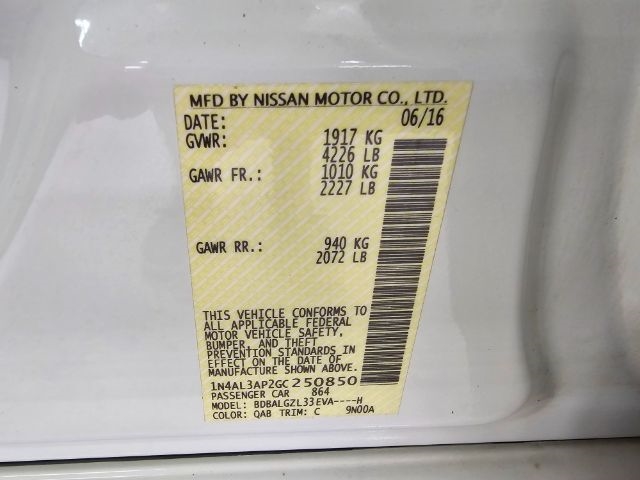 MFD BY NISSAN MOTOR CO., LTD.
DATE: 06/16
GVWR: 1917 KG
4226 LB
GAWR FR.: 1010 KG
2227 LB
GAWR RR.: 940 KG
2072 LB
THIS VEHICLE CONFORMS TO
ALL APPLICABLE FEDERAL
MOTOR VEHICLE SAFETY,
BUMPER, AND THEFT
PREVENTION STANDARDS IN
EFFECT ON THE DATE OF
MANUFACTURE SHOWN ABOVE.
1N4AL3AP2GC250850
PASSENGER CAR 864
MODEL: BDBALGZL33EVA----H
COLOR: QAB TRIM: C 9N00A